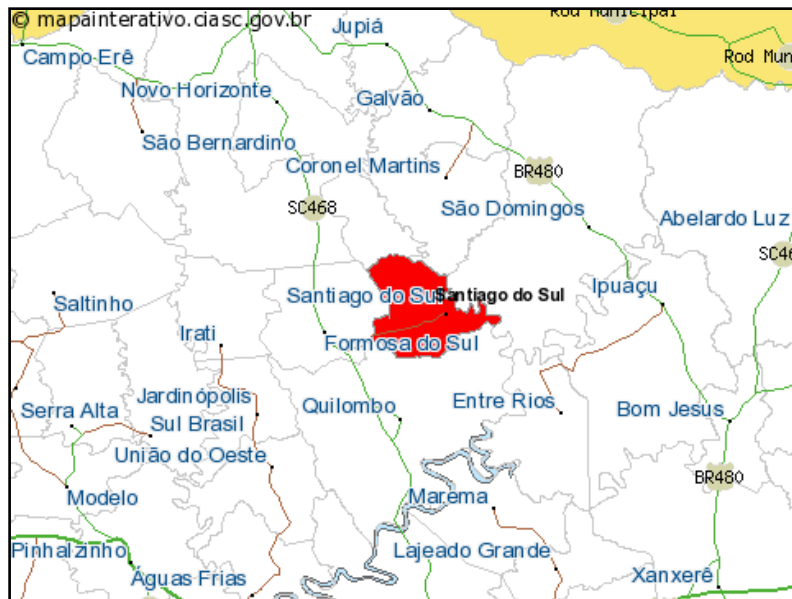 © mapainterativo.ciasc.gov.br
Rod Municipal
Jupiá
Campo Erê
Rod Mun
Novo Horizonte
Galvão
São Bernardino
Coronel Martins
BR480
SC468
São Domingos
Abelardo Luz
SC46
Saltinho
Santiago do Sul
Santiago do Sul
Ipuaçu
Irati
Formosa do Sul
Jardinópolis
Serra Alta
Sul Brasil
Quilombo
Entre Rios
Bom Jesus
União do Oeste
BR480
Modelo
Marema
Pinhalzinho
Lajeado Grande
Águas Frias
Xanxerê